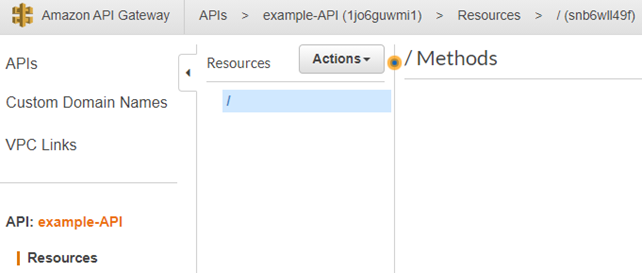 Amazon API Gateway APIs > example-API (1jo6guwmi1) > Resources > / (snb6wll49f)
APIs
Custom Domain Names
VPC Links
API: example-API
Resources
Resources Actions
/
/ Methods